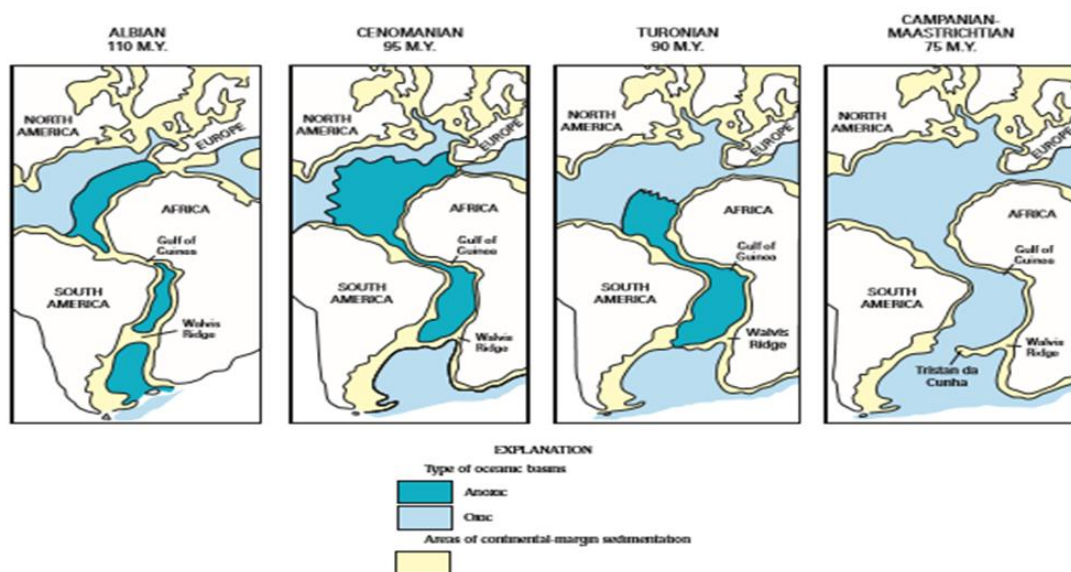 ALBIAN
110 M.Y.
NORTH
AMERICA
EUROPE
AFRICA
Gulf of
Guinea
SOUTH
AMERICA
Walvis
Ridge
CENOMANIAN
95 M.Y.
NORTH
AMERICA
EUROPE
AFRICA
Gulf of
Guinea
SOUTH
AMERICA
Walvis
Ridge
TURONIAN
90 M.Y.
NORTH
AMERICA
EUROPE
AFRICA
Gulf of
Guinea
SOUTH
AMERICA
Walvis
Ridge
CAMPANIAN-
MAASTRICHTIAN
75 M.Y.
NORTH
AMERICA
EUROPE
AFRICA
Gulf of
Guinea
SOUTH
AMERICA
Walvis
Ridge
Tristan da
Cunha
EXPLANATION
Type of oceanic basins
Anoxic
Oxic
Areas of continental-margin sedimentation